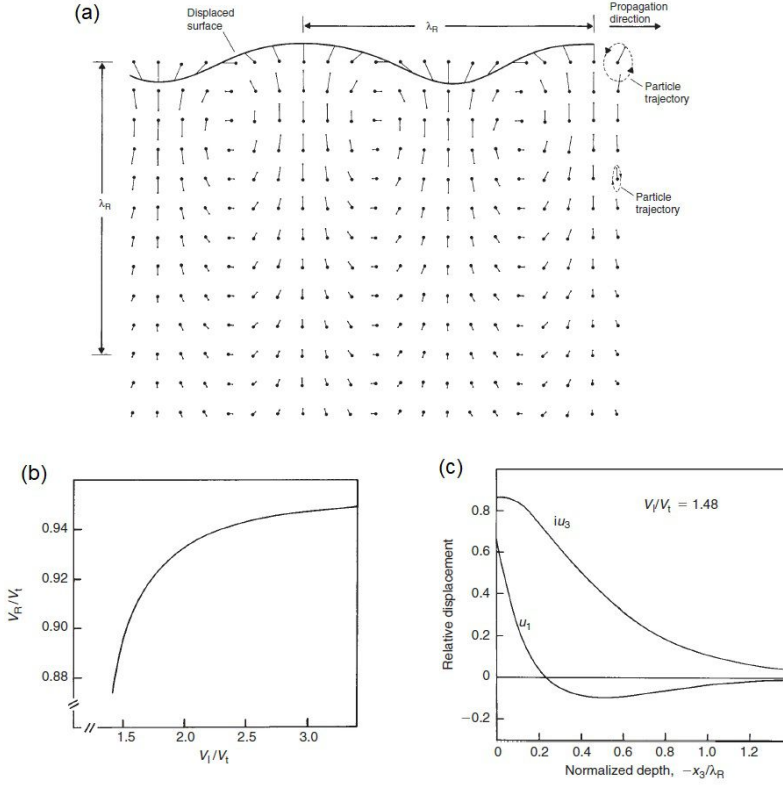 (a)
Displaced
surface
λR
Propagation
direction
Particle
trajectory
λR
Particle
trajectory
(b)
0.94
0.92
0.90
0.88
VR/Vt
1.5
2.0
2.5
3.0
Vl/Vt
(c)
0.8
0.6
0.4
0.2
0
−0.2
Relative displacement
Vl/Vt = 1.48
iu3
u1
0
0.2
0.4
0.6
0.8
1.0
1.2
Normalized depth, −x3/λR